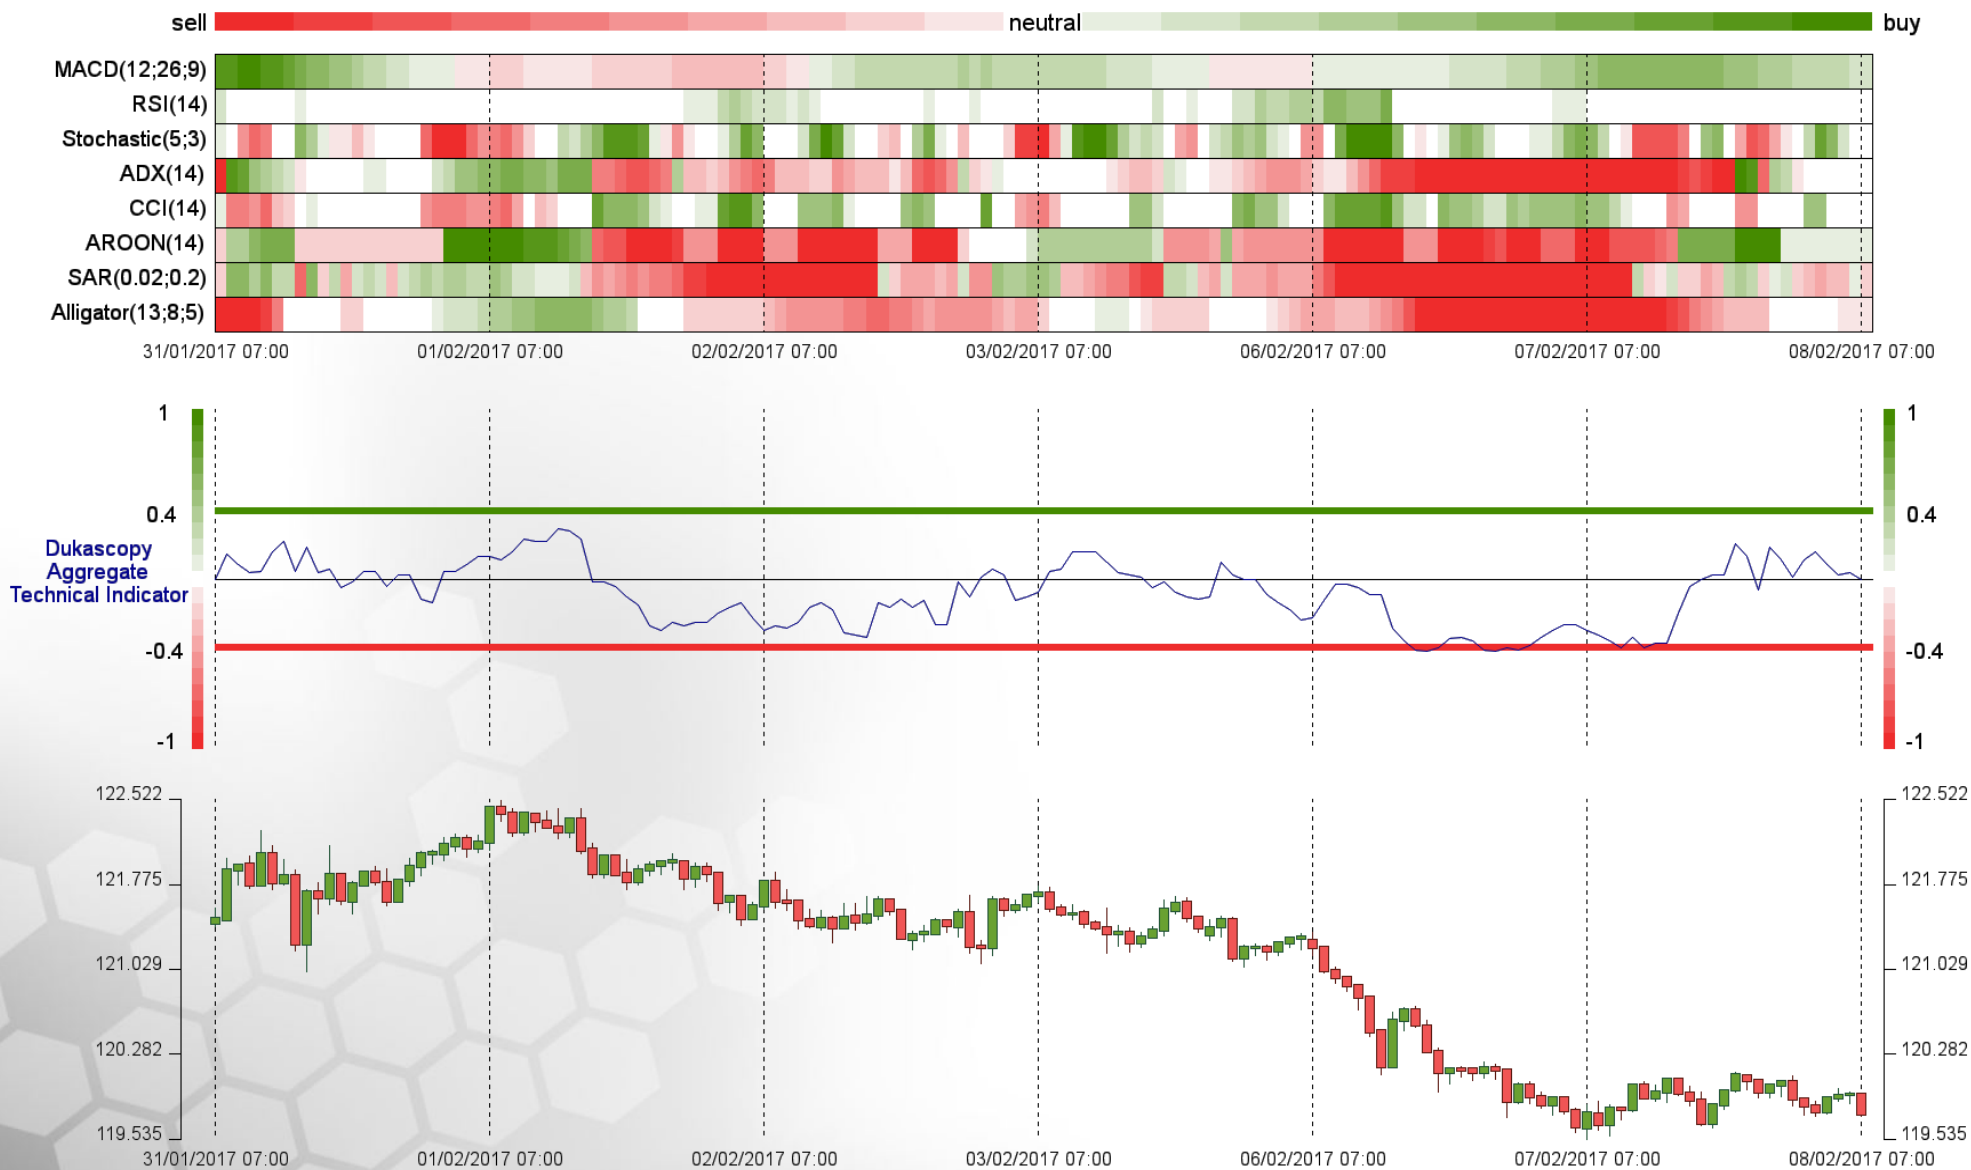 sell neutral buy
MACD(12;26;9)
RSI(14)
Stochastic(5;3)
ADX(14)
CCI(14)
AROON(14)
SAR(0.02;0.2)
Alligator(13;8;5)
31/01/2017 07:00 01/02/2017 07:00 02/02/2017 07:00 03/02/2017 07:00 06/02/2017 07:00 07/02/2017 07:00 08/02/2017 07:00
1 1
0.4 0.4
Dukascopy
Aggregate
Technical Indicator
-0.4 -0.4
-1 -1
122.522 122.522
121.775 121.775
121.029 121.029
120.282 120.282
119.535 119.535
31/01/2017 07:00 01/02/2017 07:00 02/02/2017 07:00 03/02/2017 07:00 06/02/2017 07:00 07/02/2017 07:00 08/02/2017 07:00